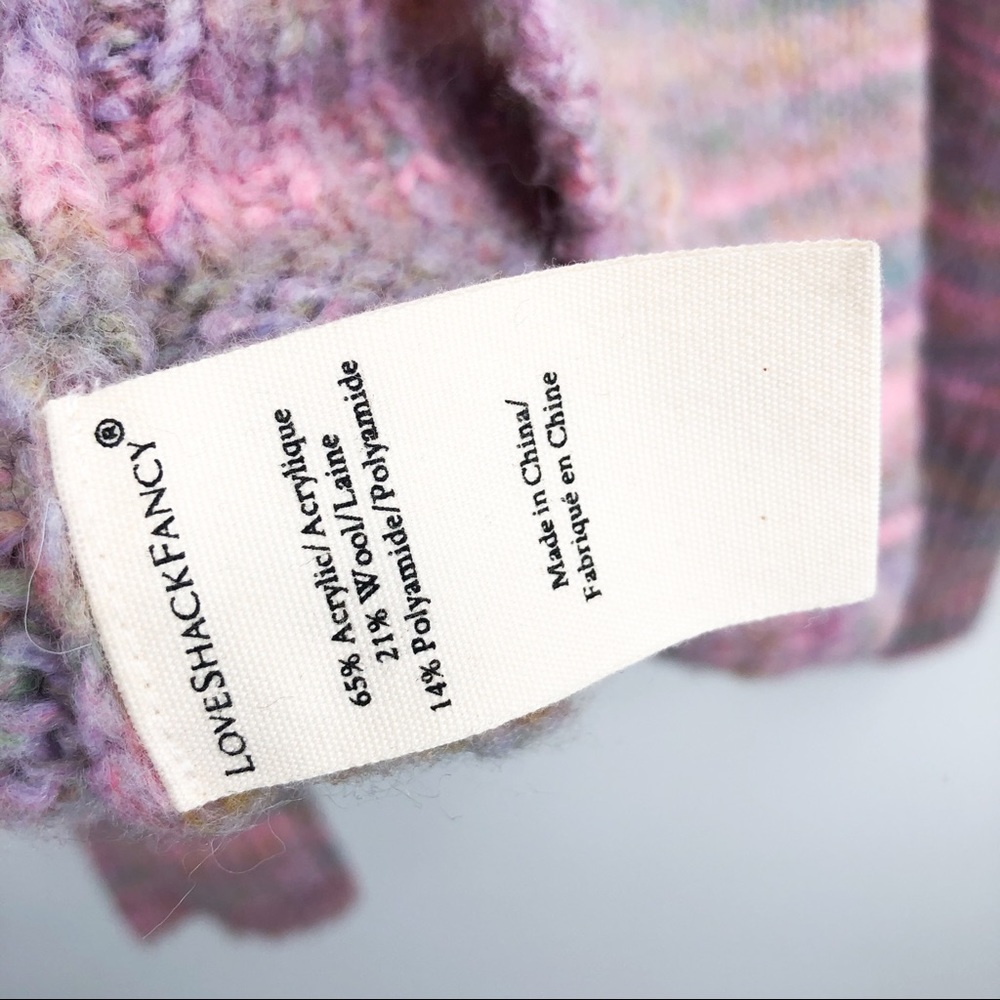 LOVESHACKFANCY®
65% Acrylic/Acrylique
21% Wool/Laine
14% Polyamide/Polyamide
Made in China/
Fabriqué en Chine